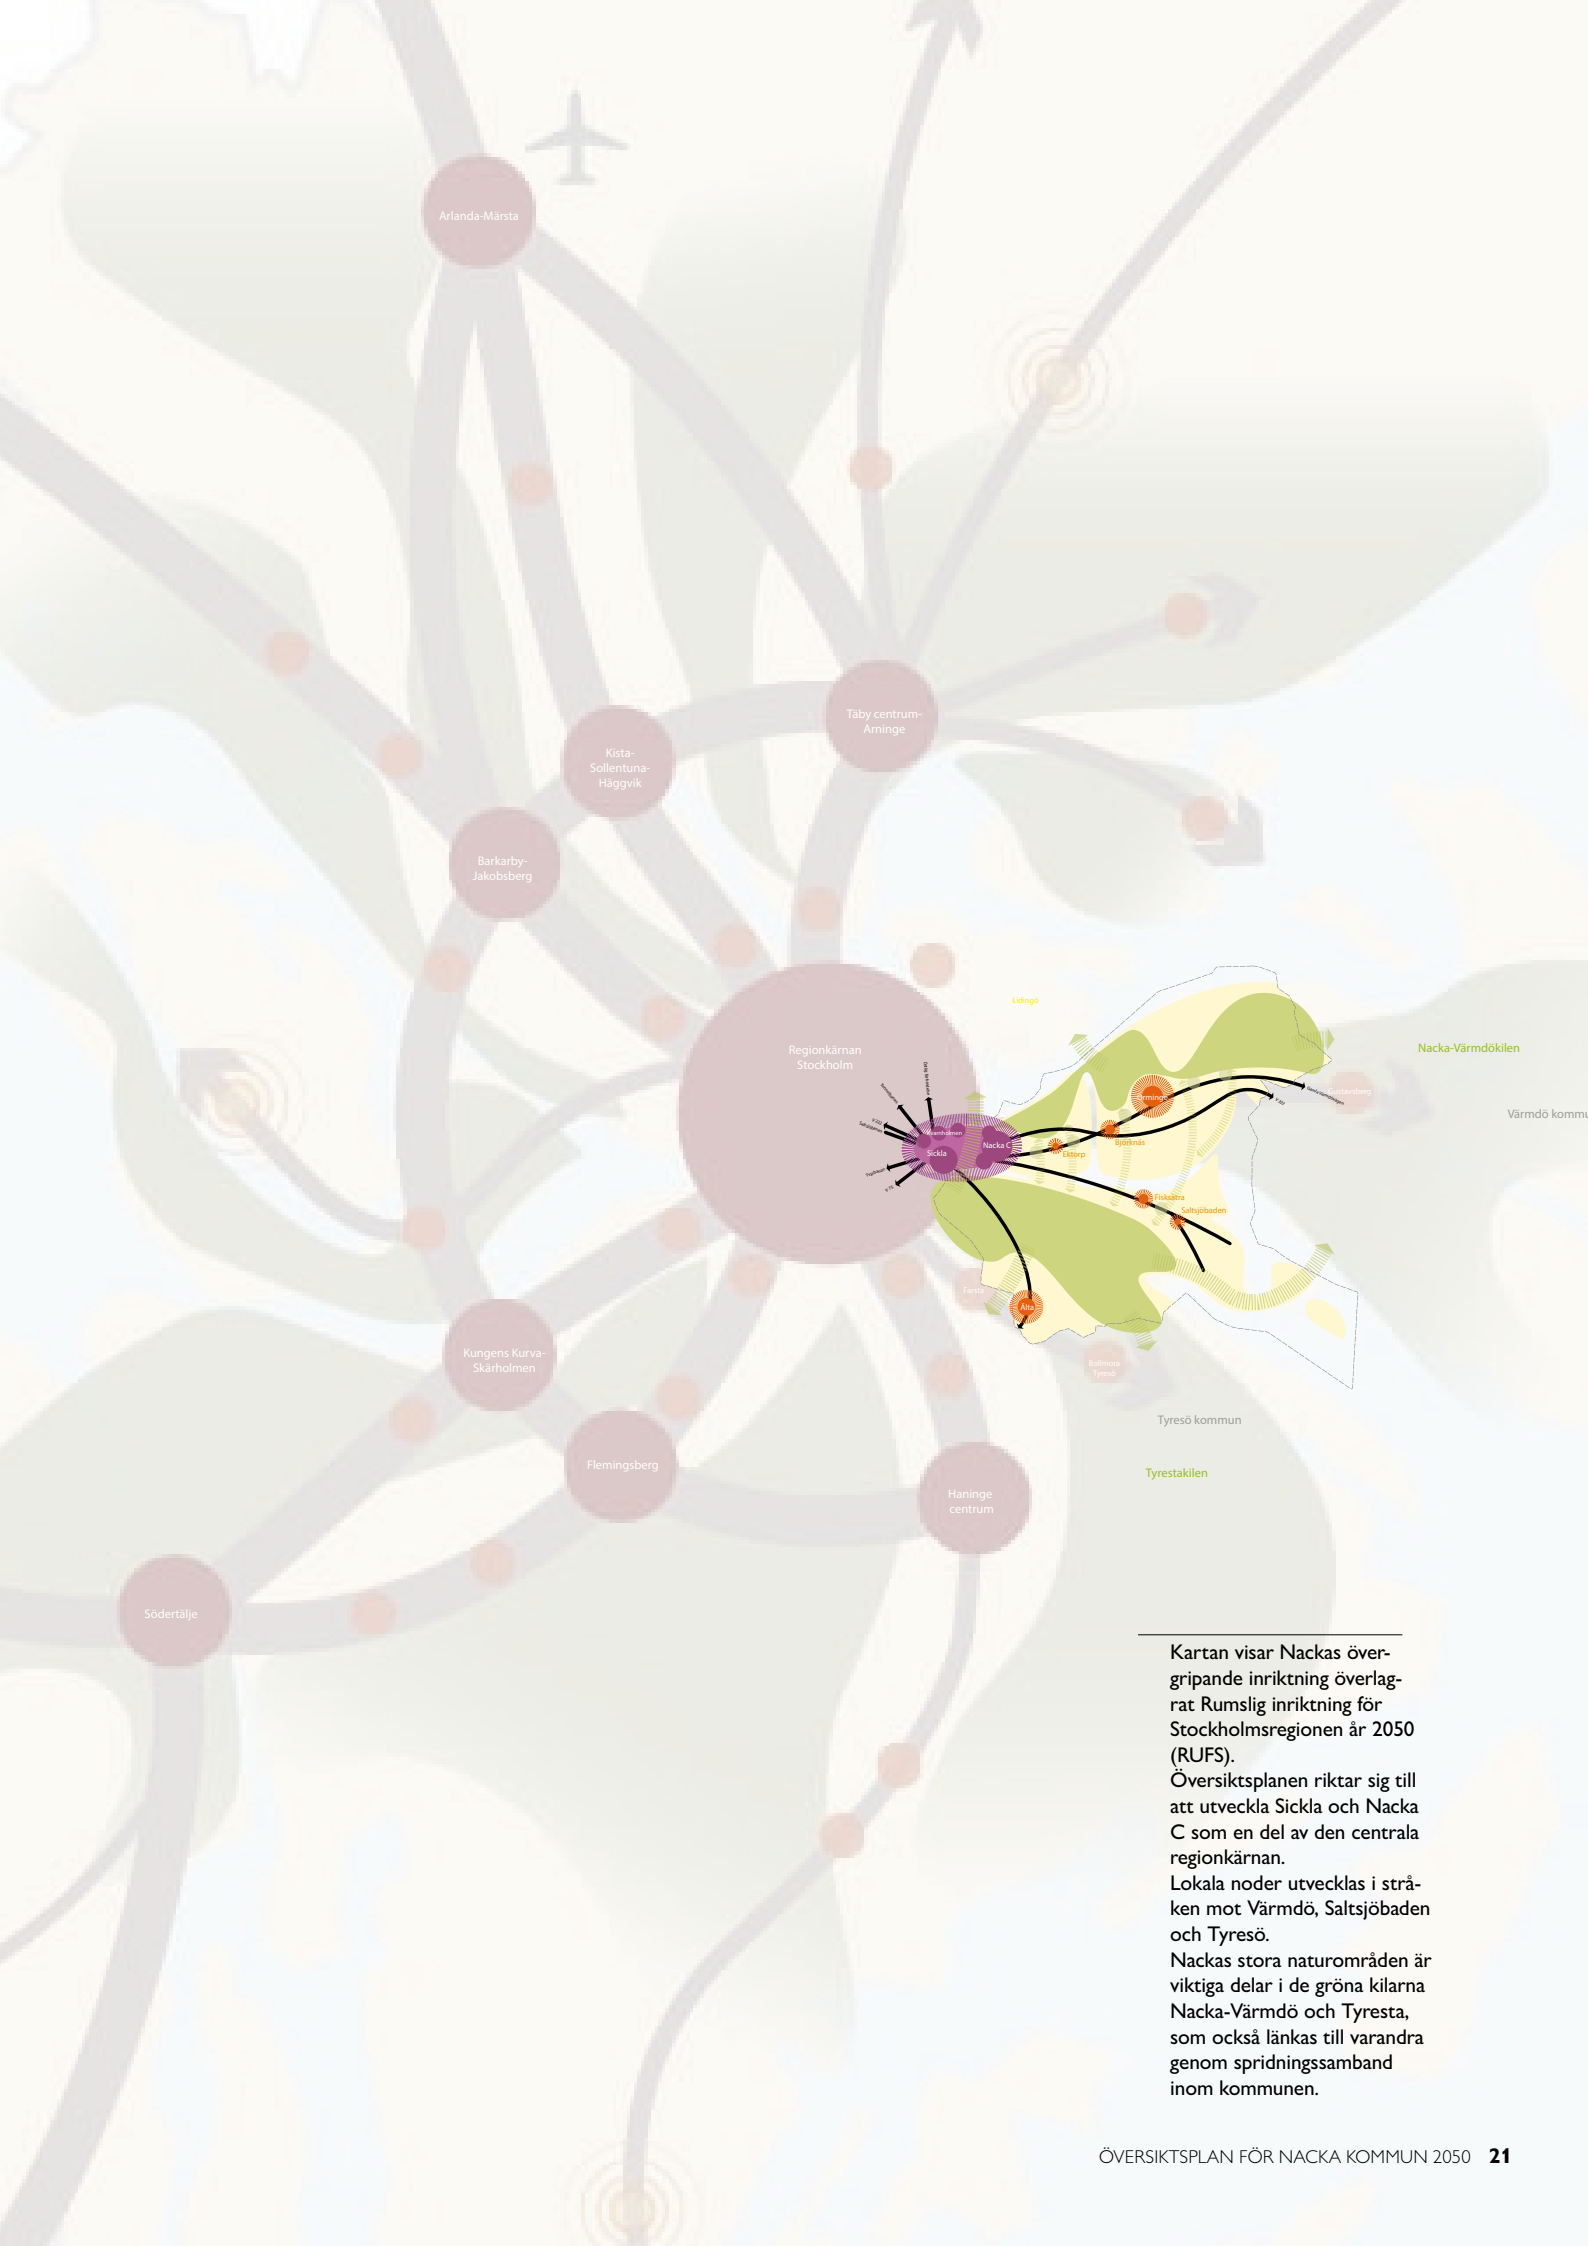 Arlanda-Märsta
Täby centrum-
Arninge
Kista-
Sollentuna-
Häggvik
Barkarby-
Jakobsberg
Lidingö
Regionkärnan
Stockholm
Nacka-Värmdökilen
Gustavsberg
Orminge
Värmdö kommu
V 222
Kvarnholmen
Nacka C
Björknäs
Sickla
Ektorp
Fisksätra
Saltsjöbaden
Farsta
Älta
Kungens Kurva-
Skärholmen
Bollmora
Tyresö
Tyresö kommun
Flemingsberg
Tyrestakilen
Haninge
centrum
Södertälje
Kartan visar Nackas över-
gripande inriktning överlag-
rat Rumslig inriktning för
Stockholmsregionen år 2050
(RUFS).
Översiktsplanen riktar sig till
att utveckla Sickla och Nacka
C som en del av den centrala
regionkärnan.
Lokala noder utvecklas i strå-
ken mot Värmdö, Saltsjöbaden
och Tyresö.
Nackas stora naturområden är
viktiga delar i de gröna kilarna
Nacka-Värmdö och Tyresta,
som också länkas till varandra
genom spridningssamband
inom kommunen.
ÖVERSIKTSPLAN FÖR NACKA KOMMUN 2050 21